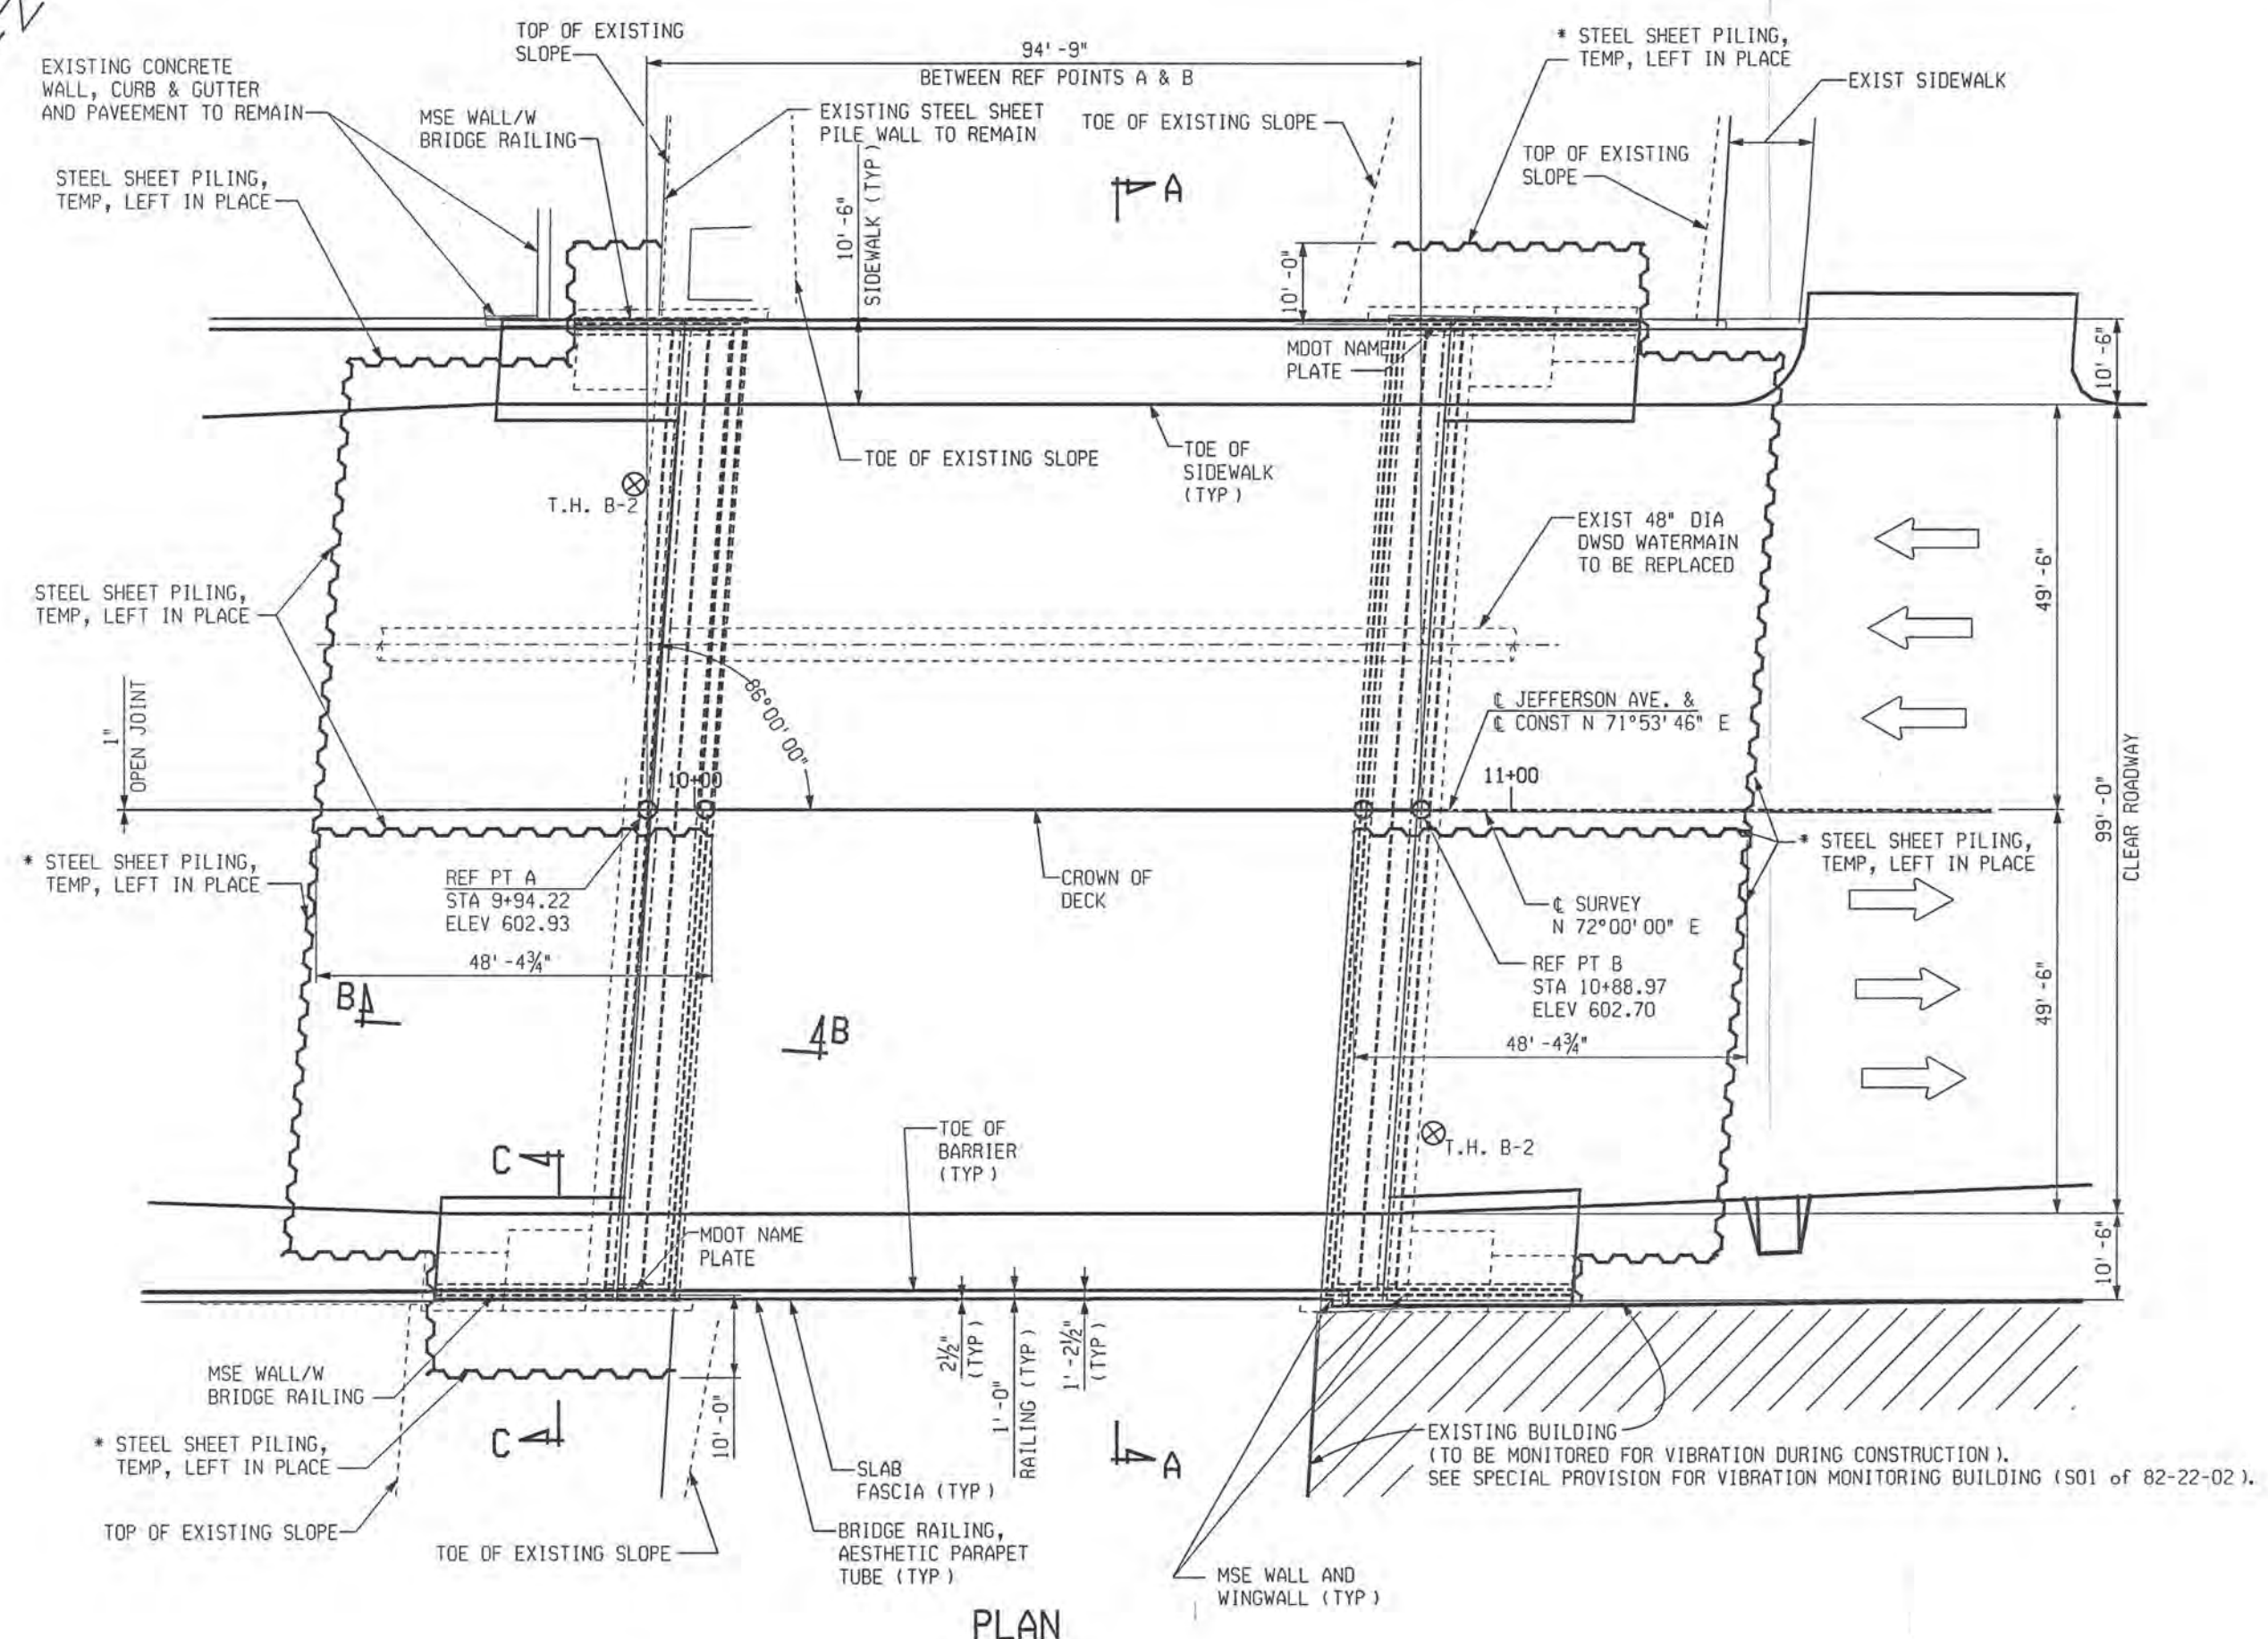 TOP OF EXISTING
SLOPE
94'-9"
BETWEEN REF POINTS A & B
* STEEL SHEET PILING,
TEMP, LEFT IN PLACE
EXIST SIDEWALK
EXISTING CONCRETE
WALL, CURB & GUTTER
AND PAVEEMENT TO REMAIN
MSE WALL/W
BRIDGE RAILING
EXISTING STEEL SHEET
PILE WALL TO REMAIN
TOE OF EXISTING SLOPE
TOP OF EXISTING
SLOPE
STEEL SHEET PILING,
TEMP, LEFT IN PLACE
10'-6"
SIDEWALK (TYP)
A
10'-0"
MDOT NAME
PLATE
10'-6"
TOE OF EXISTING SLOPE
TOE OF
SIDEWALK
(TYP)
T.H. B-2
EXIST 48" DIA
DWSD WATERMAIN
TO BE REPLACED
49'-6"
STEEL SHEET PILING,
TEMP, LEFT IN PLACE
86°00'00"
1"
OPEN JOINT
℄ JEFFERSON AVE. &
℄ CONST N 71°53'46" E
10+00
11+00
99'-0"
CLEAR ROADWAY
* STEEL SHEET PILING,
TEMP, LEFT IN PLACE
REF PT A
STA 9+94.22
ELEV 602.93
CROWN OF
DECK
* STEEL SHEET PILING,
TEMP, LEFT IN PLACE
℄ SURVEY
N 72°00'00" E
48'-4¾"
REF PT B
STA 10+88.97
ELEV 602.70
49'-6"
B
B
48'-4¾"
TOE OF
BARRIER
(TYP)
T.H. B-2
C
MDOT NAME
PLATE
10'-6"
2½"
(TYP)
1'-0"
RAILING (TYP)
1'-2½"
(TYP)
MSE WALL/W
BRIDGE RAILING
10'-0"
* STEEL SHEET PILING,
TEMP, LEFT IN PLACE
C
A
EXISTING BUILDING
(TO BE MONITORED FOR VIBRATION DURING CONSTRUCTION).
SEE SPECIAL PROVISION FOR VIBRATION MONITORING BUILDING (S01 of 82-22-02).
SLAB
FASCIA (TYP)
TOP OF EXISTING SLOPE
TOE OF EXISTING SLOPE
BRIDGE RAILING,
AESTHETIC PARAPET
TUBE (TYP)
MSE WALL AND
WINGWALL (TYP)
PLAN